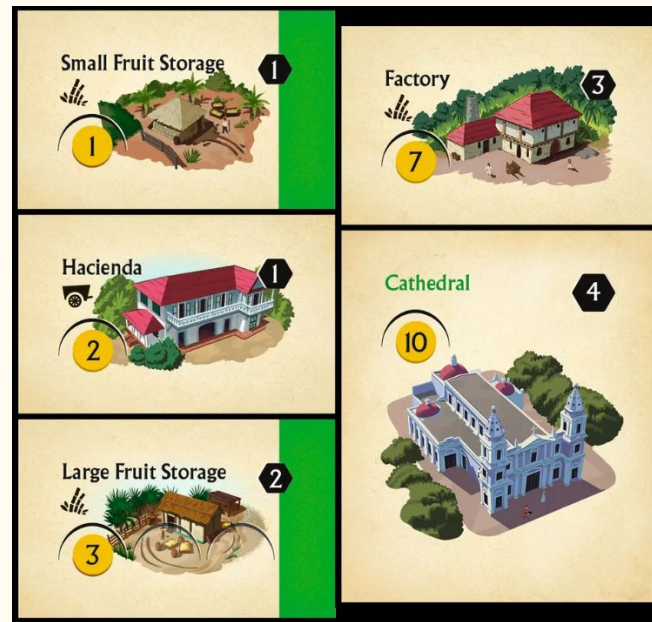 Small Fruit Storage
1
1
Hacienda
1
2
Large Fruit Storage
2
3
Factory
3
7
Cathedral
4
10